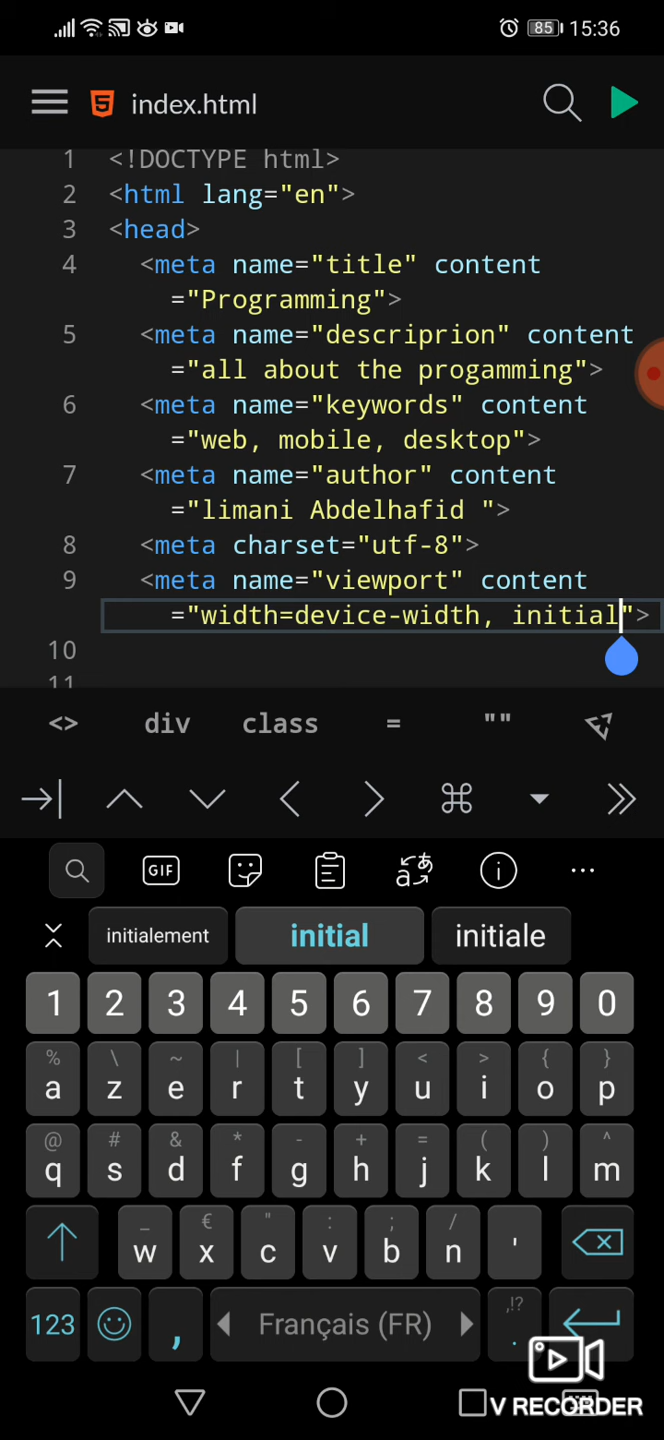 85 15:36
index.html
1 <!DOCTYPE html>
2 <html lang="en">
3 <head>
4 <meta name="title" content
="Programming">
5 <meta name="descriprion" content
="all about the progamming">
6 <meta name="keywords" content
="web, mobile, desktop">
7 <meta name="author" content
="limani Abdelhafid ">
8 <meta charset="utf-8">
9 <meta name="viewport" content
="width=device-width, initial">
10
11
<> div class = ""
GIF
initialement initial initiale
1 2 3 4 5 6 7 8 9 0
% \ ~ | [ ] < > { }
a z e r t y u i o p
@ # & * - + = ( ) ^
q s d f g h j k l m
_ € " : ; /
w x c v b n '
123 , Français (FR) ,!? .
V RECORDER